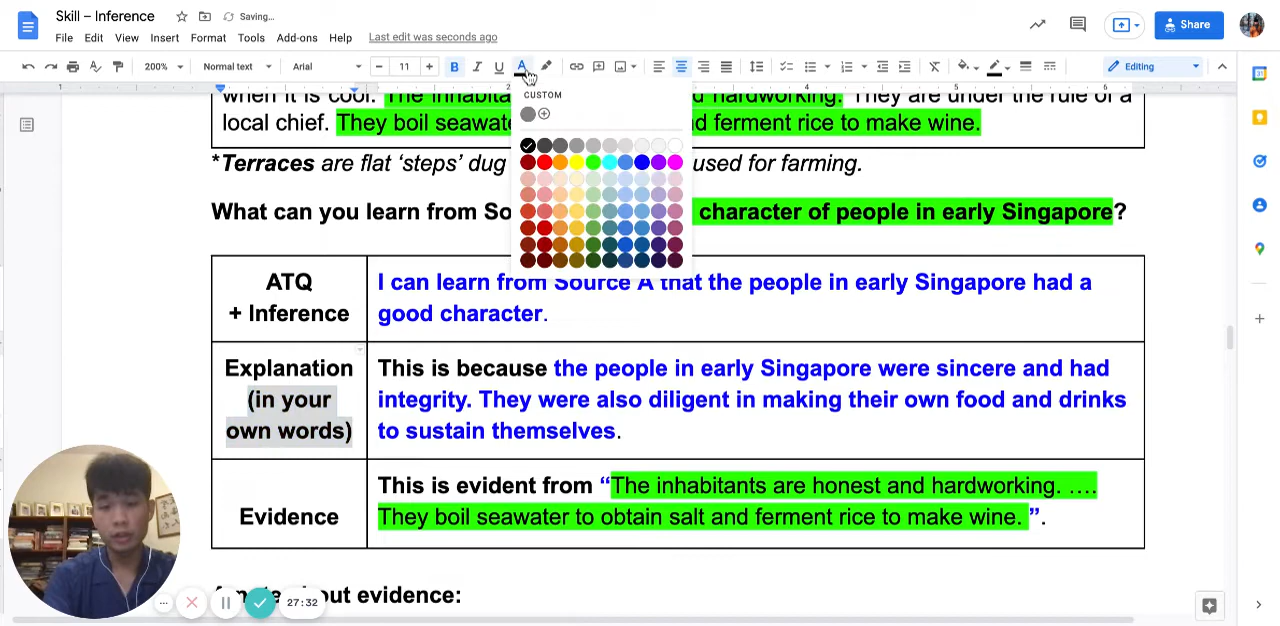 Skill – Inference
Saving…
File Edit View Insert Format Tools Add-ons Help Last edit was seconds ago
Share
200% Normal text Arial 11 B I U A Editing
1 4 5 6
CUSTOM
when it is cool. The inhabita d hardworking. They are under the rule of a
local chief. They boil seawate d ferment rice to make wine.
*Terraces are flat ‘steps’ dug used for farming.
What can you learn from So character of people in early Singapore?
ATQ
+ Inference
I can learn from Source A that the people in early Singapore had a
good character.
Explanation
(in your
own words)
This is because the people in early Singapore were sincere and had
integrity. They were also diligent in making their own food and drinks
to sustain themselves.
Evidence
This is evident from “The inhabitants are honest and hardworking. ….
They boil seawater to obtain salt and ferment rice to make wine. ”.
bout evidence:
27:32